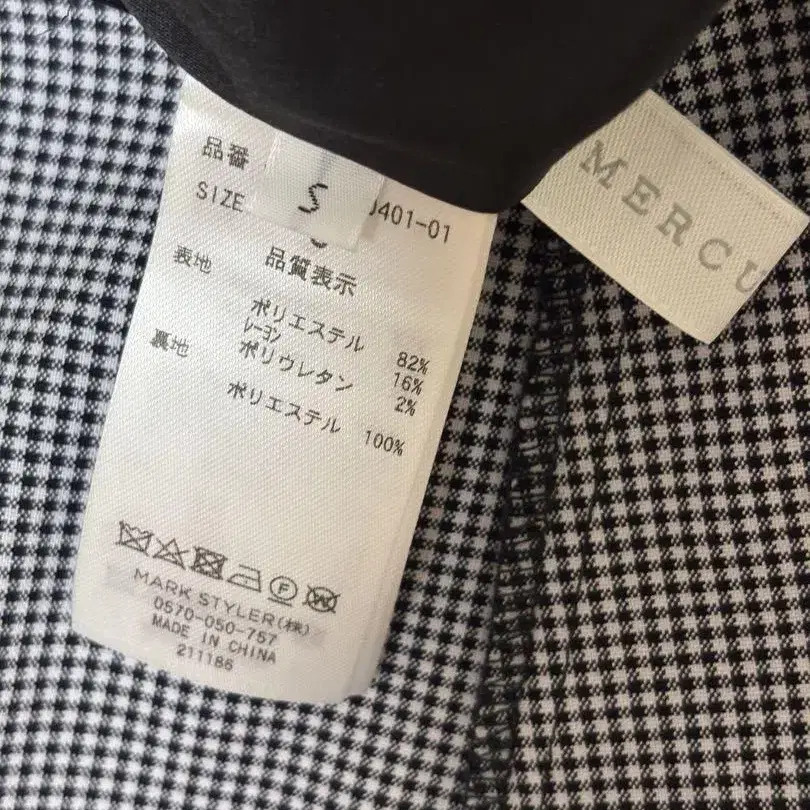 品番
SIZE S 0401-01
品質表示
表地
ポリエステル 82%
レーヨン 16%
ポリウレタン 2%
裏地
ポリエステル 100%
MARK STYLER(株)
0570-050-757
MADE IN CHINA
211186
MERCU